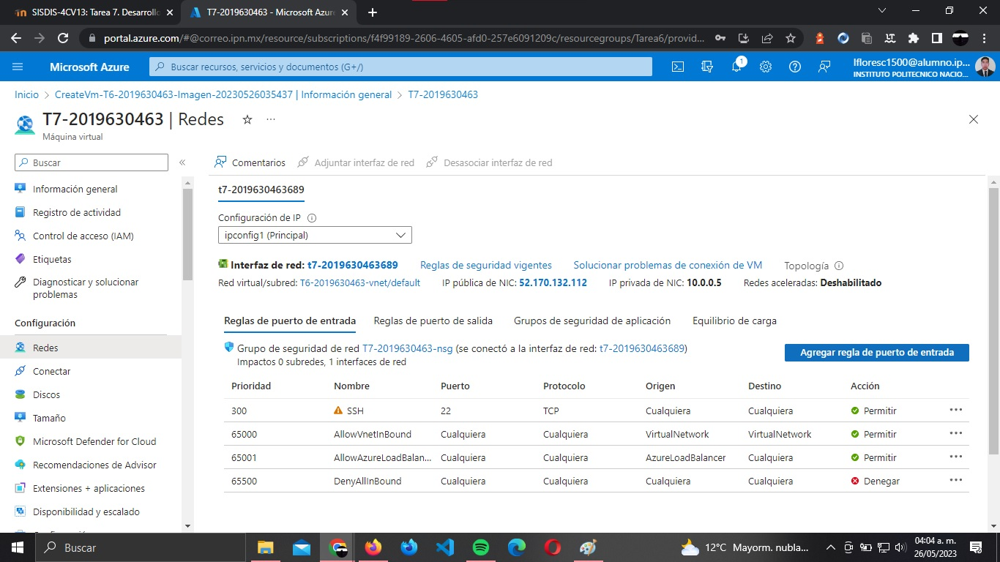 SISDIS-4CV13: Tarea 7. Desarroll
T7-2019630463 - Microsoft Azure
portal.azure.com/#@correo.ipn.mx/resource/subscriptions/f4f99189-2606-4605-afd0-257e6091209c/resourcegroups/Tarea6/provid...
Microsoft Azure
Buscar recursos, servicios y documentos (G+/)
1
lfloresc1500@alumno.ip...
INSTITUTO POLITECNICO NACIO...
Inicio > CreateVm-T6-2019630463-Imagen-20230526035437 | Información general > T7-2019630463
T7-2019630463 | Redes
Máquina virtual
Buscar
Comentarios
Adjuntar interfaz de red
Desasociar interfaz de red
Información general
Registro de actividad
Control de acceso (IAM)
Etiquetas
Diagnosticar y solucionar
problemas
Configuración
Redes
Conectar
Discos
Tamaño
Microsoft Defender for Cloud
Recomendaciones de Advisor
Extensiones + aplicaciones
Disponibilidad y escalado
t7-2019630463689
Configuración de IP
ipconfig1 (Principal)
Interfaz de red: t7-2019630463689 Reglas de seguridad vigentes Solucionar problemas de conexión de VM Topología
Red virtual/subred: T6-2019630463-vnet/default IP pública de NIC: 52.170.132.112 IP privada de NIC: 10.0.0.5 Redes aceleradas: Deshabilitado
Reglas de puerto de entrada Reglas de puerto de salida Grupos de seguridad de aplicación Equilibrio de carga
Grupo de seguridad de red T7-2019630463-nsg (se conectó a la interfaz de red: t7-2019630463689)
Impactos 0 subredes, 1 interfaces de red
Agregar regla de puerto de entrada
Prioridad Nombre Puerto Protocolo Origen Destino Acción
300 SSH 22 TCP Cualquiera Cualquiera Permitir
65000 AllowVnetInBound Cualquiera Cualquiera VirtualNetwork VirtualNetwork Permitir
65001 AllowAzureLoadBalan... Cualquiera Cualquiera AzureLoadBalancer Cualquiera Permitir
65500 DenyAllInBound Cualquiera Cualquiera Cualquiera Cualquiera Denegar
Buscar
12°C Mayorm. nubla...
04:04 a. m.
26/05/2023